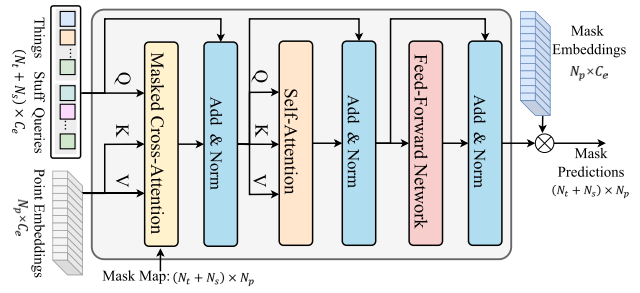 Things Stuff Queries
(N_t + N_s) × C_e
Point Embeddings
N_p×C_e
Q
K
V
Masked Cross-Attention
Add & Norm
Q
K
V
Self-Attention
Add & Norm
Feed-Forward Network
Add & Norm
Mask
Embeddings
N_p×C_e
Mask
Predictions
(N_t + N_s) × N_p
Mask Map: (N_t + N_s) × N_p